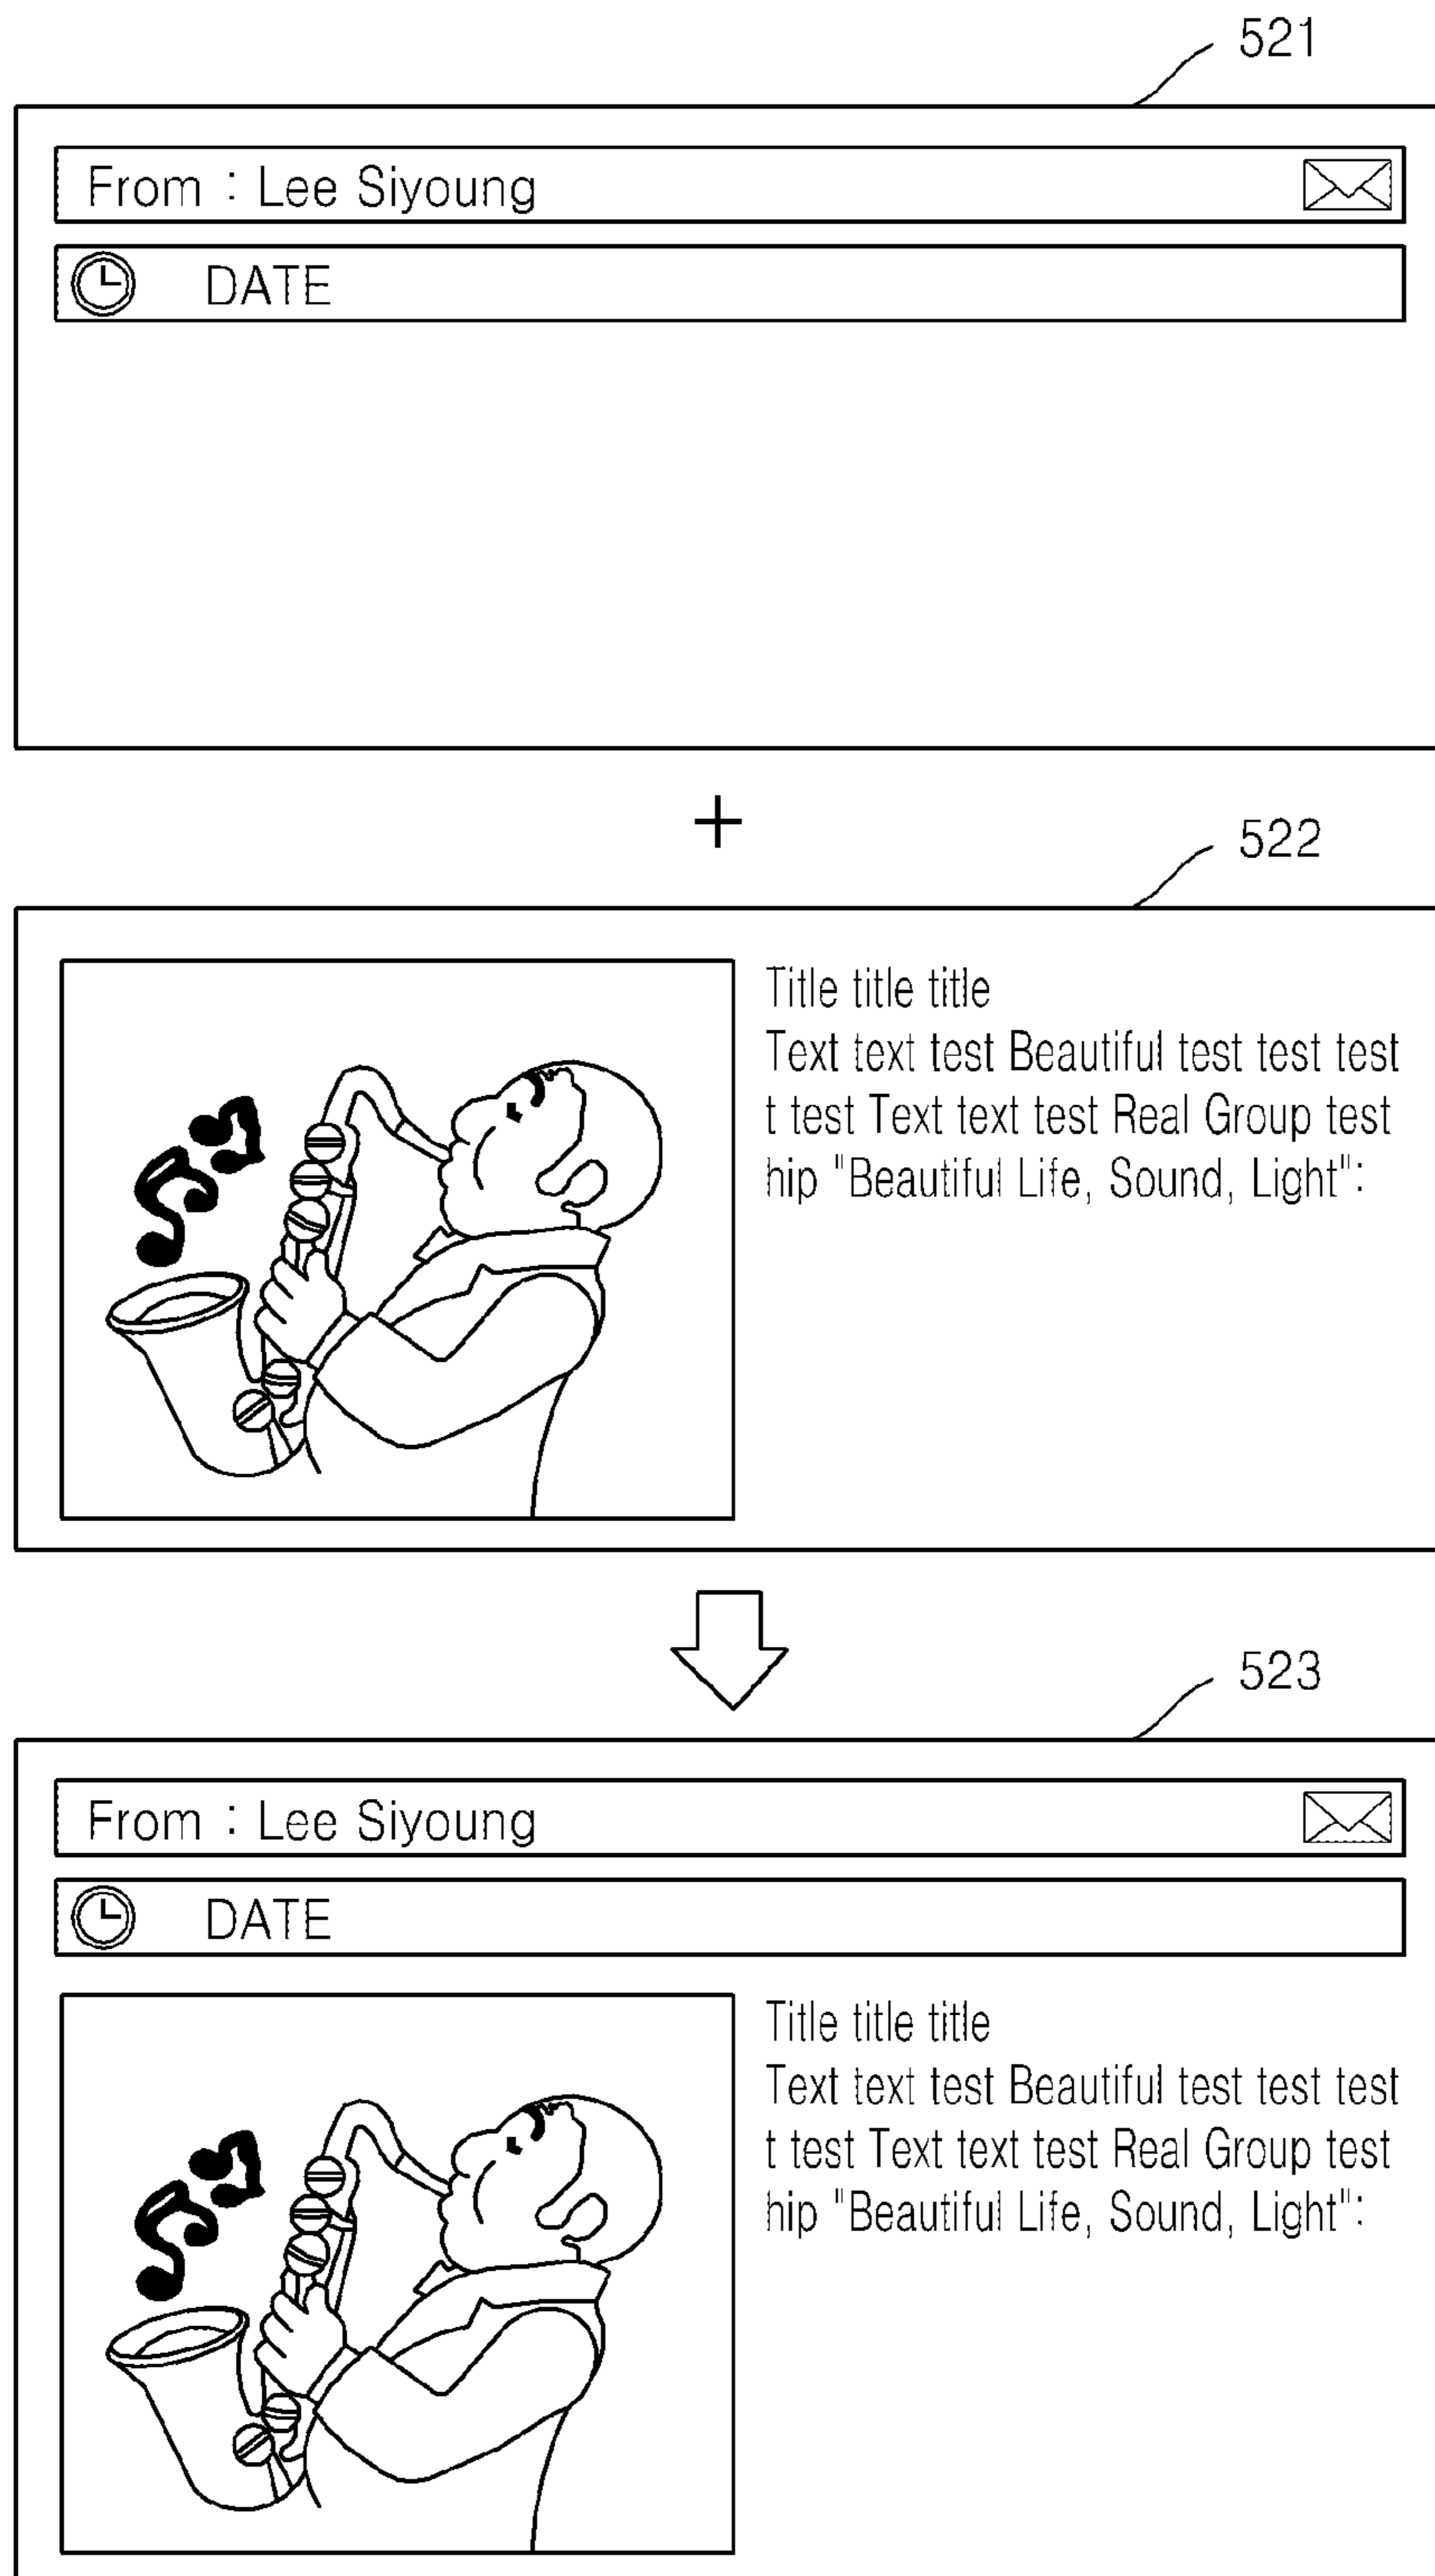 521
From : Lee Siyoung
DATE
+
522
Title title title
Text text test Beautiful test test test
t test Text text test Real Group test
hip "Beautiful Life, Sound, Light":
523
From : Lee Siyoung
DATE
Title title title
Text text test Beautiful test test test
t test Text text test Real Group test
hip "Beautiful Life, Sound, Light":